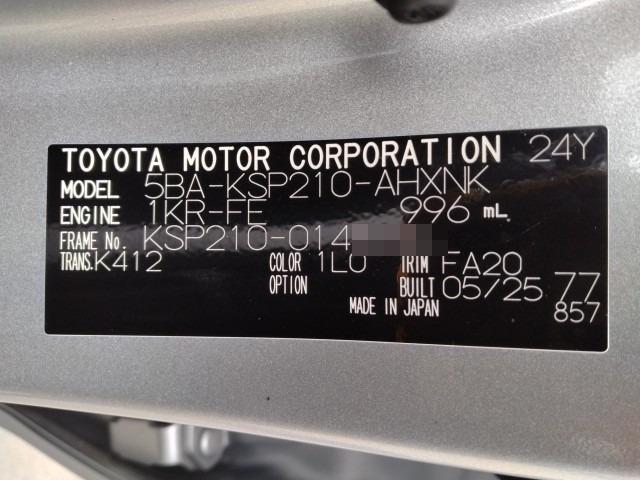 TOYOTA MOTOR CORPORATION 24Y
MODEL 5BA-KSP210-AHXNK
ENGINE 1KR-FE 996 mL
FRAME No. KSP210-014
TRANS. K412 COLOR 1L0 TRIM FA20
OPTION BUILT 05/25 77
MADE IN JAPAN 857